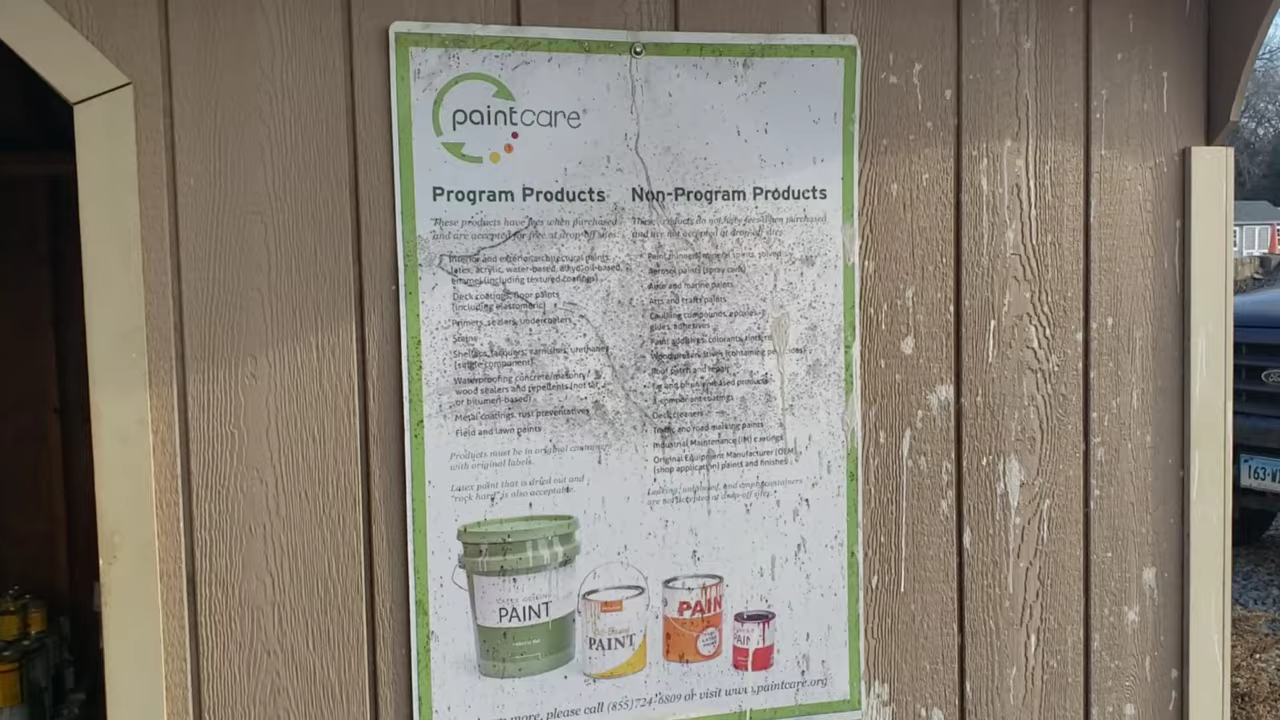 paintcare®
Program Products
"These products have fees when purchased
and are accepted for free at drop-off sites.
Interior and exterior architectural paints:
latex, acrylic, water-based, alkyd, oil-based,
enamel (including textured coatings)
Deck coatings, floor paints
(including elastomeric)
Primers, sealers, undercoaters
Stains
Shellacs, lacquers, varnishes, urethanes
(single component)
Waterproofing concrete/masonry/
wood sealers and repellents (not tar
or bitumen-based)
Metal coatings, rust preventatives
Field and lawn paints
Products must be in original containers
with original labels.
Latex paint that is dried out and
"rock hard" is also acceptable.
Non-Program Products
These products do not have fees when purchased
and are not accepted at drop-off sites.
Paint thinners, mineral spirits, solvents
Aerosol paints (spray cans)
Auto and marine paints
Arts and crafts paints
Caulking compounds, epoxies,
glues, adhesives
Paint additives, colorants, tints,
Wood preservatives (containing pesticides)
Roof patch and repair
products
2-component coatings
Deck cleaners
Traffic and road marking paints
Industrial Maintenance (IM) coatings
Original Equipment Manufacturer (OEM)
(shop application) paints and finishes
Leaking, unlabeled, and empty containers
are not accepted at drop-off sites.
PAINT
PAINT
PAIN
PAIN
more, please call (855)724-6809 or visit www.paintcare.org
163-W